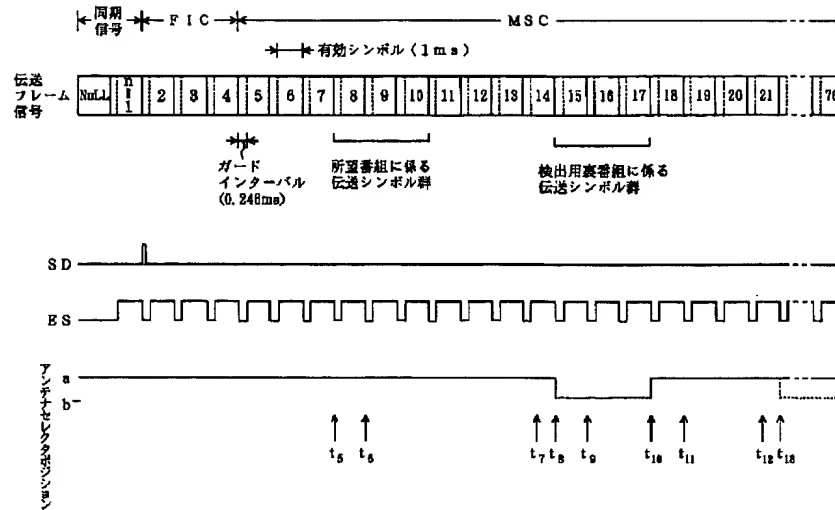 同期
信号
FIC
MSC
有効シンボル(1ms)
伝送
フレーム
信号
NuLL n=1 2 3 4 5 6 7 8 9 10 11 12 13 14 15 16 17 18 19 20 21 76
ガード
インターバル
(0.246ms)
所望番組に係る
伝送シンボル群
検出用裏番組に係る
伝送シンボル群
SD
ES
アンテナセレクタポジション
a
b
t5 t6 t7 t8 t9 t10 t11 t12 t13